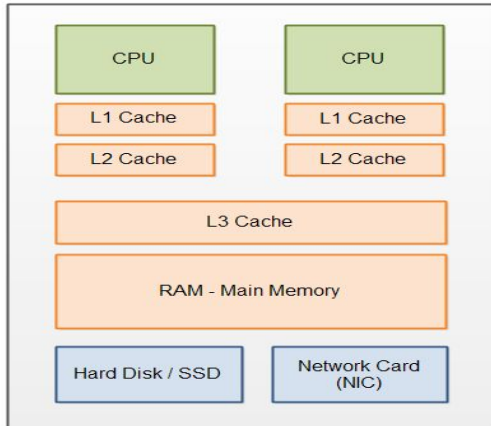 CPU
CPU
L1 Cache
L1 Cache
L2 Cache
L2 Cache
L3 Cache
RAM - Main Memory
Hard Disk / SSD
Network Card
(NIC)